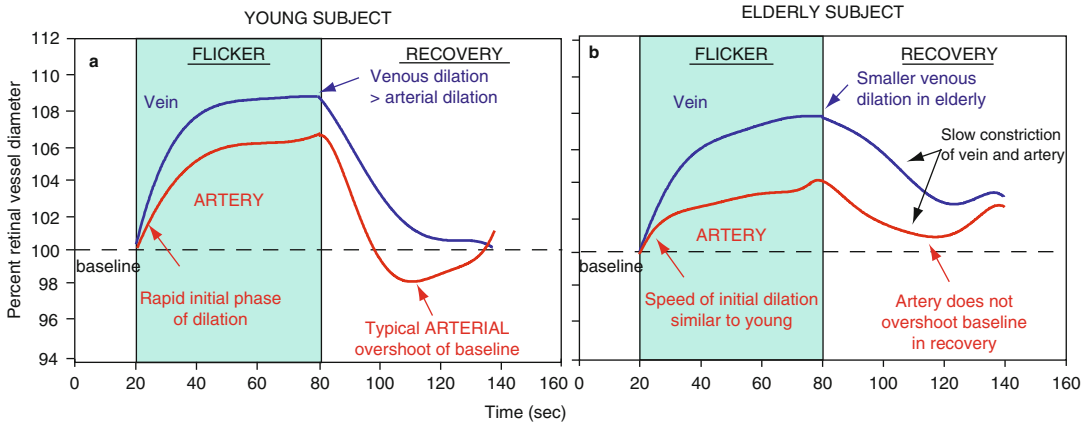 YOUNG SUBJECT
ELDERLY SUBJECT
Percent retinal vessel diameter
112
110
108
106
104
102
100
98
96
94
a
FLICKER
RECOVERY
Vein
Venous dilation
> arterial dilation
ARTERY
baseline
Rapid initial phase
of dilation
Typical ARTERIAL
overshoot of baseline
0
20
40
60
80
100
120
140
160
b
FLICKER
RECOVERY
Vein
Smaller venous
dilation in elderly
Slow constriction
of vein and artery
ARTERY
baseline
Speed of initial dilation
similar to young
Artery does not
overshoot baseline
in recovery
0
20
40
60
80
100
120
140
160
Time (sec)